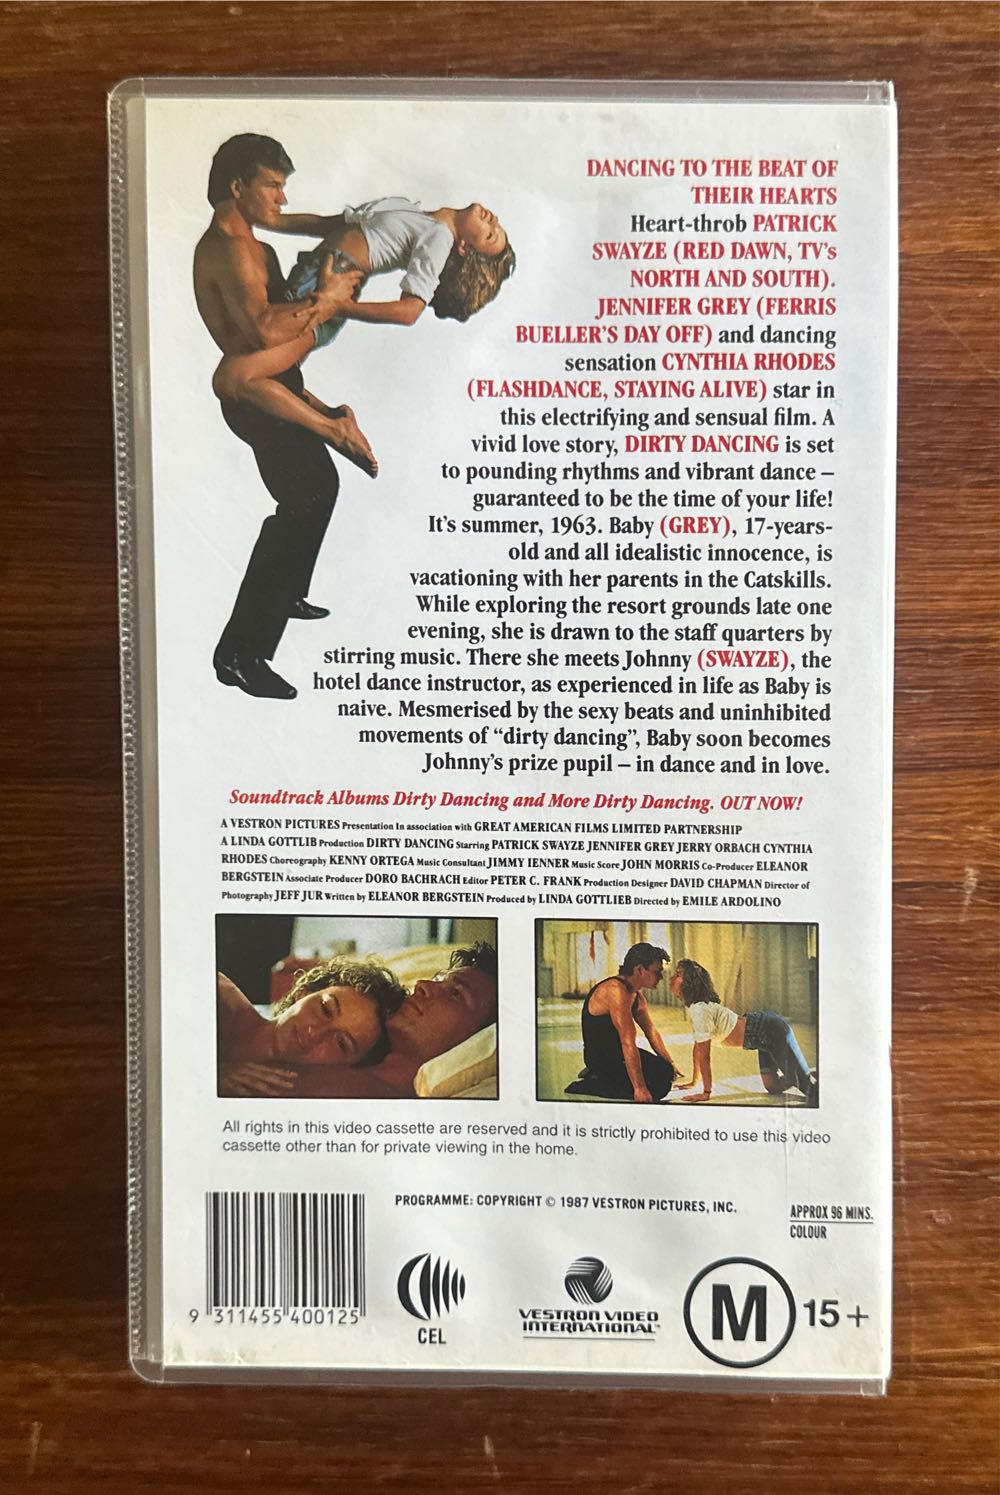 DANCING TO THE BEAT OF
THEIR HEARTS
Heart-throb PATRICK
SWAYZE (RED DAWN, TV's
NORTH AND SOUTH).
JENNIFER GREY (FERRIS
BUELLER'S DAY OFF) and dancing
sensation CYNTHIA RHODES
(FLASHDANCE, STAYING ALIVE) star in
this electrifying and sensual film. A
vivid love story, DIRTY DANCING is set
to pounding rhythms and vibrant dance –
guaranteed to be the time of your life!
It's summer, 1963. Baby (GREY), 17-years-
old and all idealistic innocence, is
vacationing with her parents in the Catskills.
While exploring the resort grounds late one
evening, she is drawn to the staff quarters by
stirring music. There she meets Johnny (SWAYZE), the
hotel dance instructor, as experienced in life as Baby is
naive. Mesmerised by the sexy beats and uninhibited
movements of "dirty dancing", Baby soon becomes
Johnny's prize pupil – in dance and in love.
Soundtrack Albums Dirty Dancing and More Dirty Dancing. OUT NOW!
A VESTRON PICTURES Presentation In association with GREAT AMERICAN FILMS LIMITED PARTNERSHIP
A LINDA GOTTLIB Production DIRTY DANCING Starring PATRICK SWAYZE JENNIFER GREY JERRY ORBACH CYNTHIA
RHODES Choreography KENNY ORTEGA Music Consultant JIMMY IENNER Music Score JOHN MORRIS Co-Producer ELEANOR
BERGSTEIN Associate Producer DORO BACHRACH Editor PETER C. FRANK Production Designer DAVID CHAPMAN Director of
Photography JEFF JUR Written by ELEANOR BERGSTEIN Produced by LINDA GOTTLIEB Directed by EMILE ARDOLINO
All rights in this video cassette are reserved and it is strictly prohibited to use this video
cassette other than for private viewing in the home.
PROGRAMME: COPYRIGHT © 1987 VESTRON PICTURES, INC.
APPROX 96 MINS.
COLOUR
9 311455 400125
CEL
VESTRON VIDEO
INTERNATIONAL™
M 15+